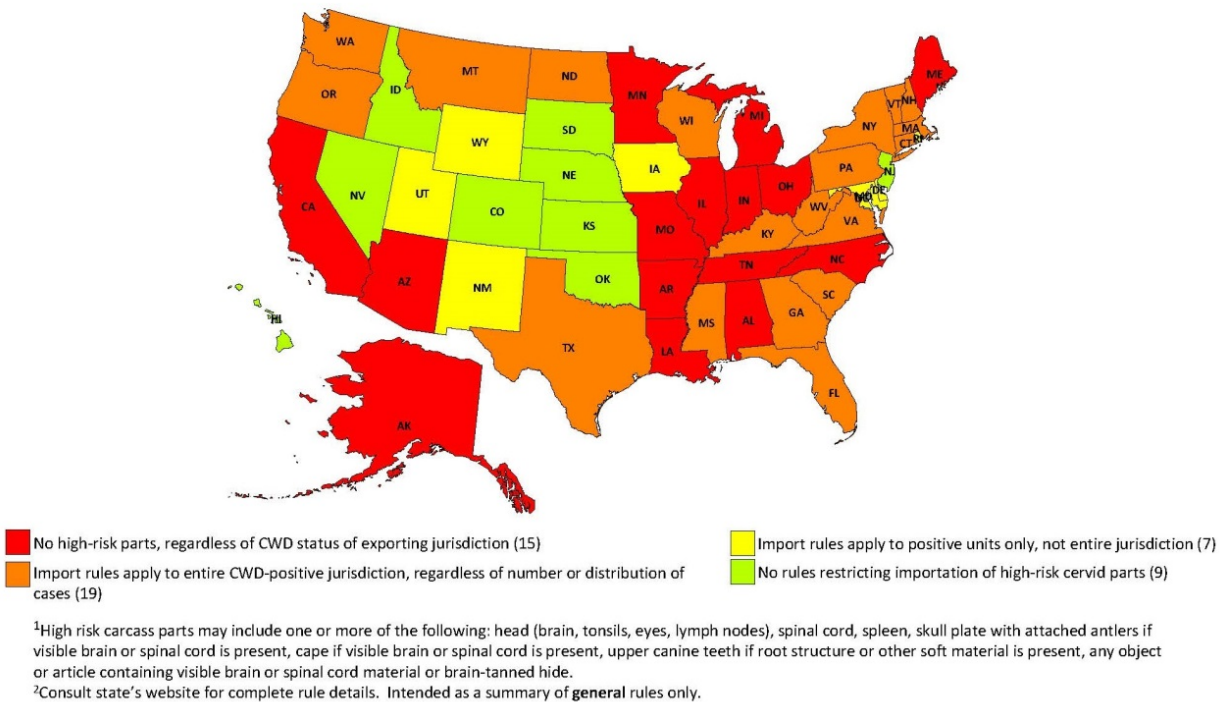 ME
WA
MT
ND
MN
VT
NH
ID
OR
WI
MI
NY
MA
SD
CT
RI
WY
IA
PA
NJ
NE
OH
MD
DE
IL
IN
NV
UT
WV
CO
VA
CA
KS
MO
KY
NC
TN
AZ
OK
NM
AR
SC
HI
MS
AL
GA
TX
LA
FL
AK
No high-risk parts, regardless of CWD status of exporting jurisdiction (15)
Import rules apply to entire CWD-positive jurisdiction, regardless of number or distribution of
cases (19)
Import rules apply to positive units only, not entire jurisdiction (7)
No rules restricting importation of high-risk cervid parts (9)
1High risk carcass parts may include one or more of the following: head (brain, tonsils, eyes, lymph nodes), spinal cord, spleen, skull plate with attached antlers if
visible brain or spinal cord is present, cape if visible brain or spinal cord is present, upper canine teeth if root structure or other soft material is present, any object
or article containing visible brain or spinal cord material or brain-tanned hide.
2Consult state's website for complete rule details. Intended as a summary of general rules only.